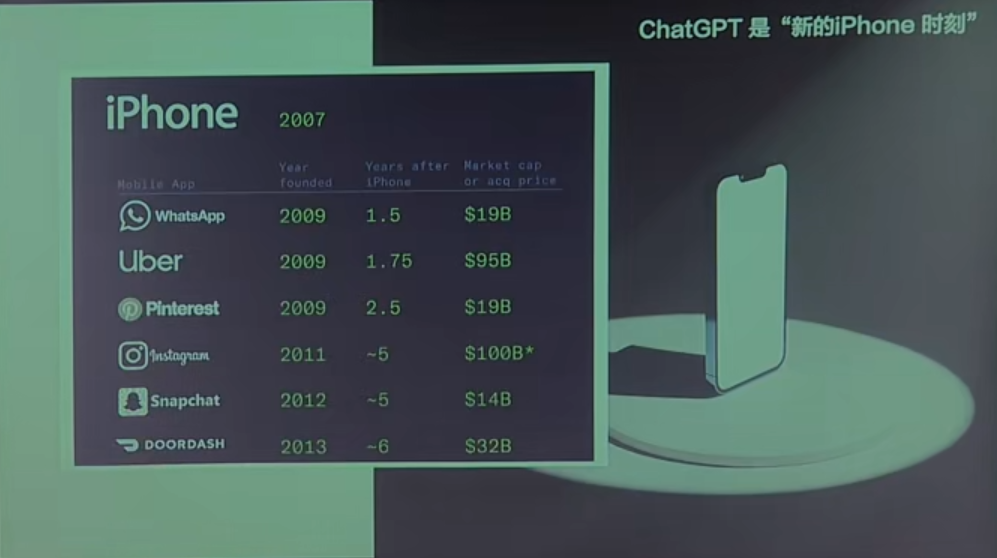 ChatGPT 是 “新的iPhone 时刻”
iPhone 2007
Mobile App Year founded Years after iPhone Market cap or acq price
WhatsApp 2009 1.5 $19B
Uber 2009 1.75 $95B
Pinterest 2009 2.5 $19B
Instagram 2011 ~5 $100B*
Snapchat 2012 ~5 $14B
DOORDASH 2013 ~6 $32B